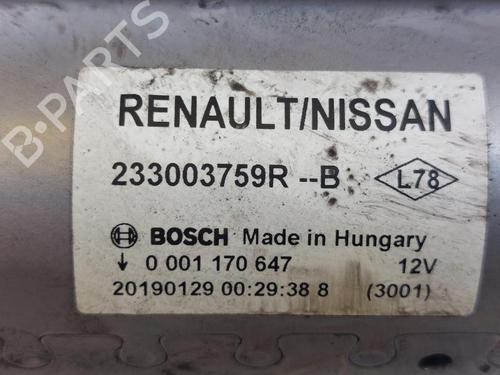 B-PARTS
RENAULT/NISSAN
233003759R --B L78
BOSCH Made in Hungary
↓ 0 001 170 647 12V
20190129 00:29:38 8 (3001)